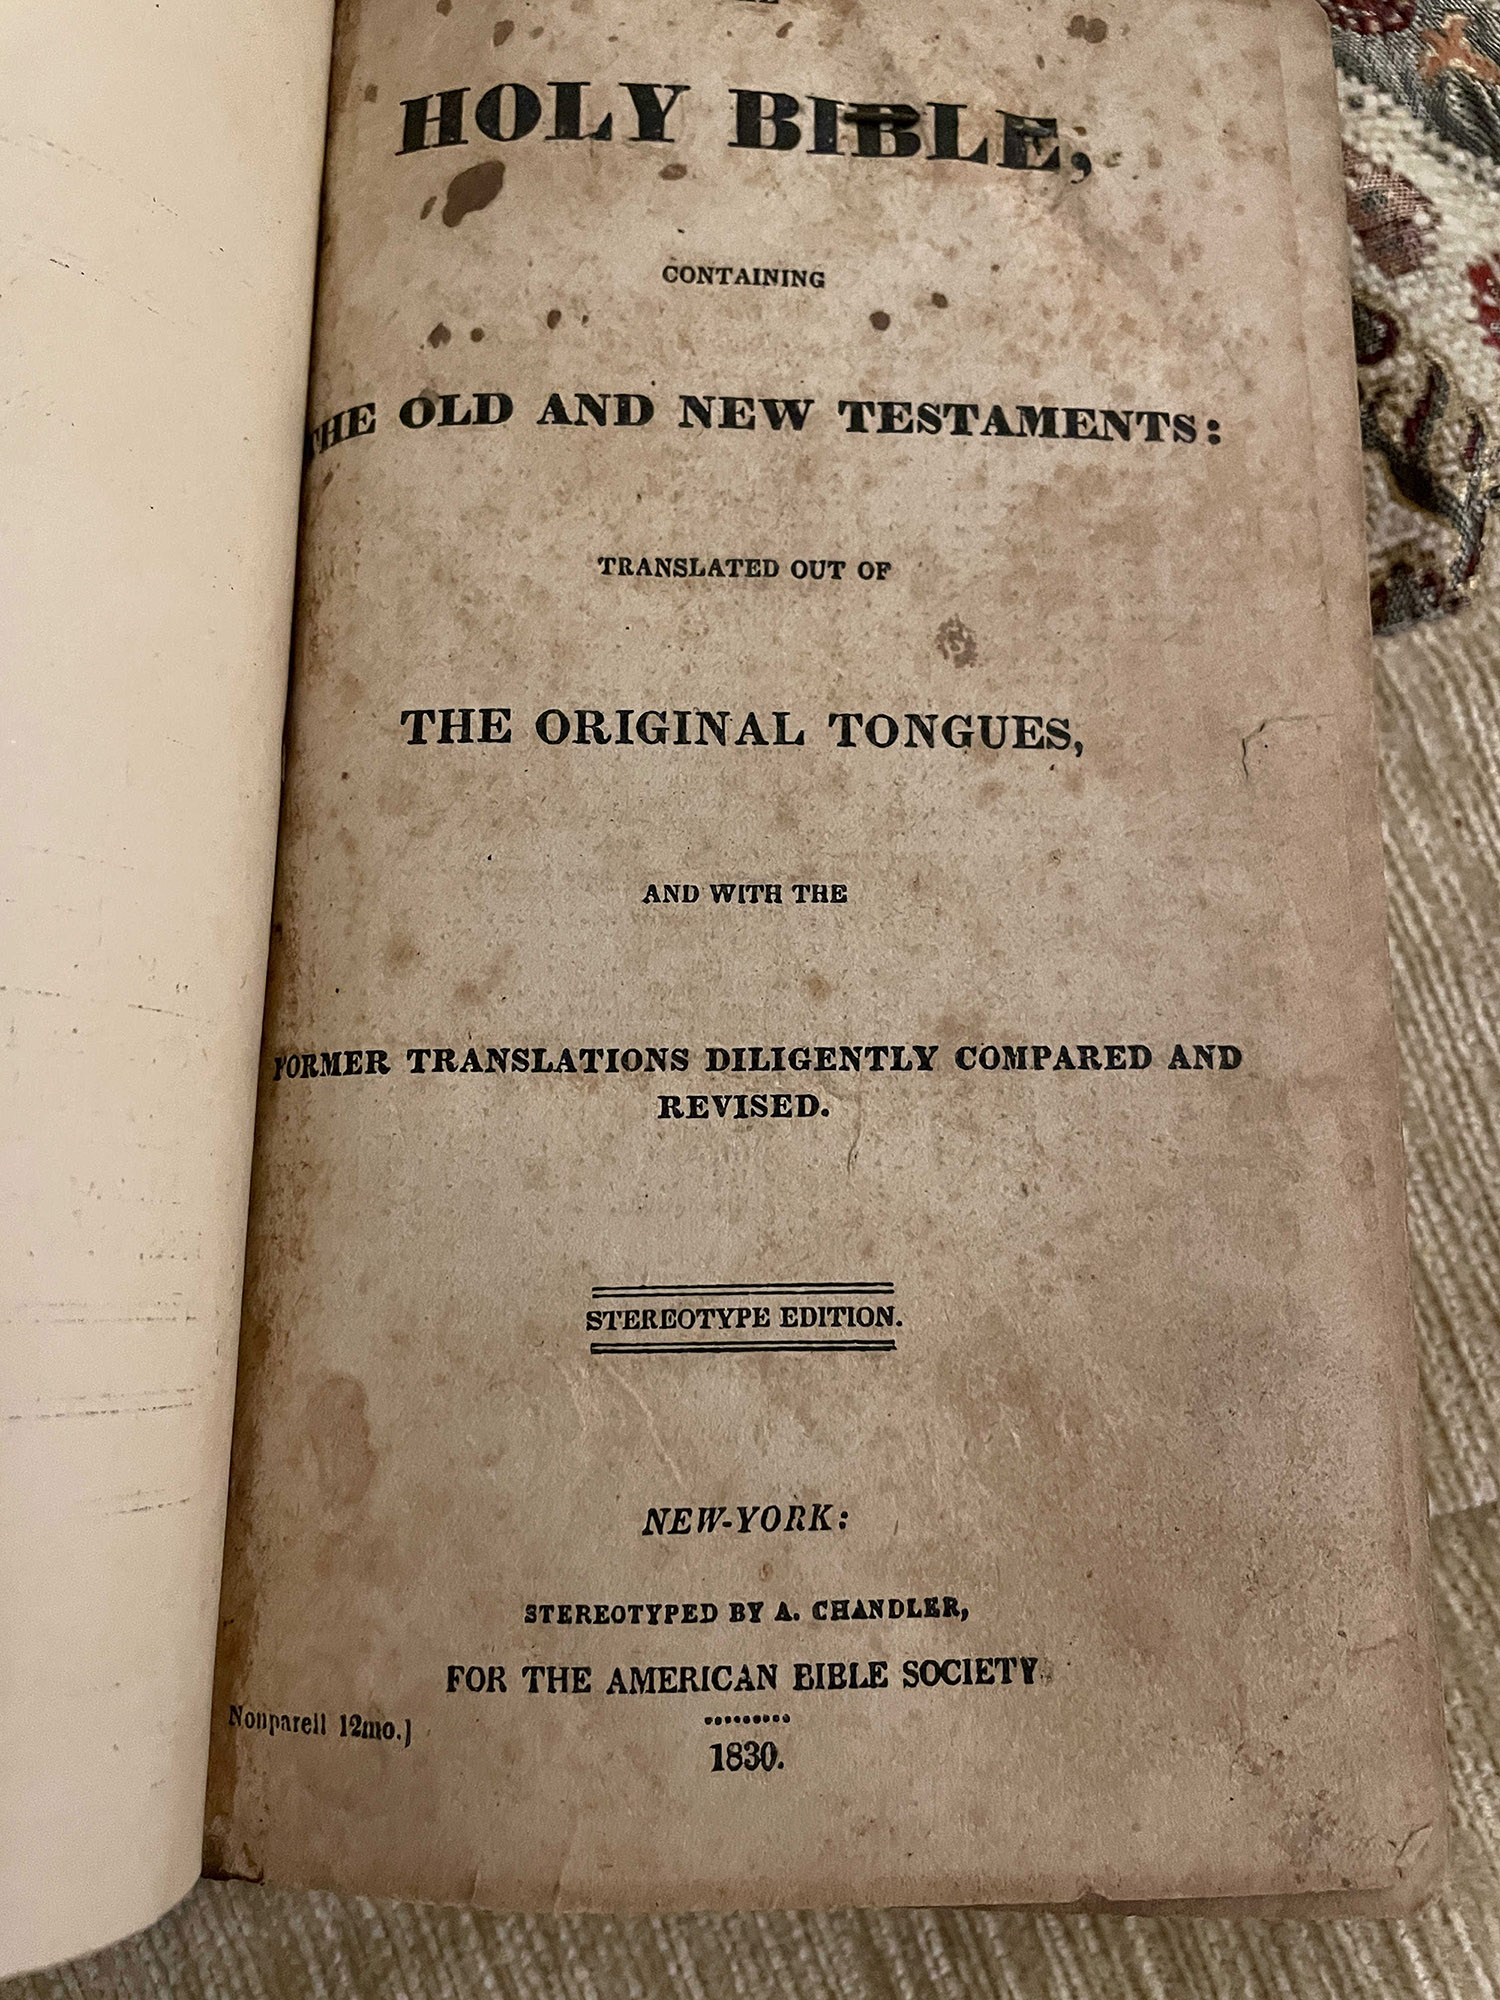 HOLY BIBLE,
CONTAINING
THE OLD AND NEW TESTAMENTS:
TRANSLATED OUT OF
THE ORIGINAL TONGUES,
AND WITH THE
FORMER TRANSLATIONS DILIGENTLY COMPARED AND
REVISED.
STEREOTYPE EDITION.
NEW-YORK:
STEREOTYPED BY A. CHANDLER,
FOR THE AMERICAN BIBLE SOCIETY
Nonpareil 12mo.]
1830.